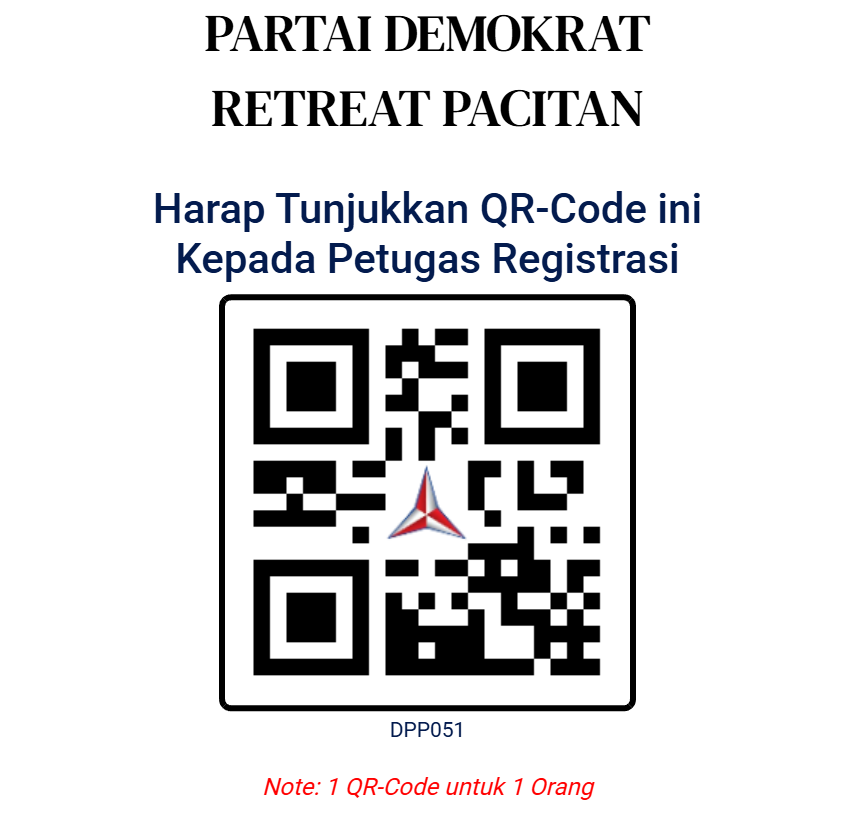 PARTAI DEMOKRAT
RETREAT PACITAN
Harap Tunjukkan QR-Code ini
Kepada Petugas Registrasi
DPP051
Note: 1 QR-Code untuk 1 Orang